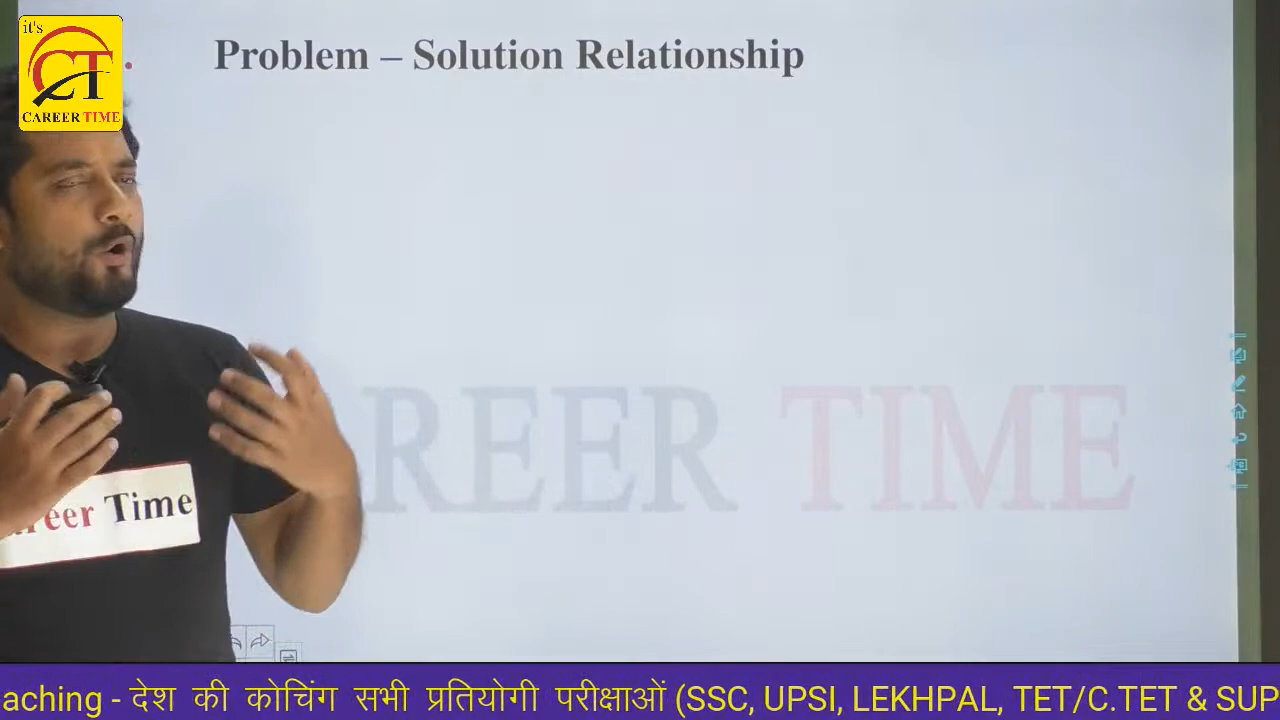 it's
CT
CAREER TIME
Problem – Solution Relationship
REER TIME
reer Time
aching - देश की कोचिंग सभी प्रतियोगी परीक्षाओं (SSC, UPSI, LEKHPAL, TET/C.TET & SUP